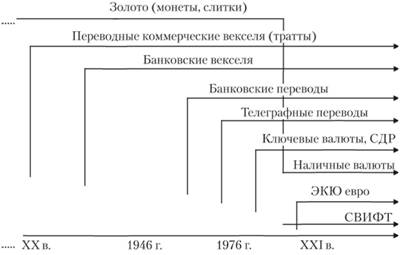 Золото (монеты, слитки)
Переводные коммерческие векселя (тратты)
Банковские векселя
Банковские переводы
Телеграфные переводы
Ключевые валюты, СДР
Наличные валюты
ЭКЮ евро
СВИФТ
XX в. 1946 г. 1976 г. XXI в.